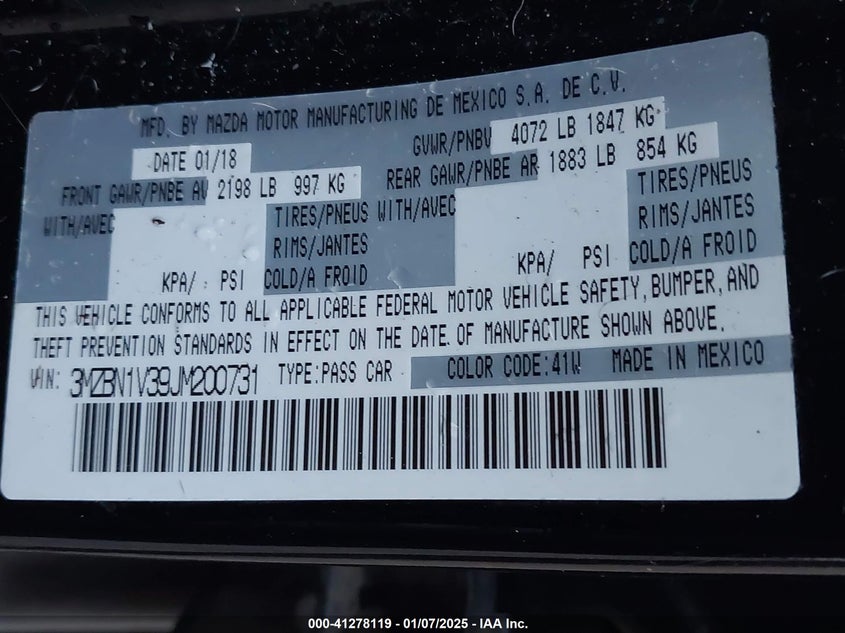 MFD. BY MAZDA MOTOR MANUFACTURING DE MEXICO S.A. DE C.V.
DATE 01/18 GVWR/PNBV 4072 LB 1847 KG
FRONT GAWR/PNBE AV 2198 LB 997 KG REAR GAWR/PNBE AR 1883 LB 854 KG
WITH/AVEC TIRES/PNEUS WITH/AVEC TIRES/PNEUS
RIMS/JANTES RIMS/JANTES
KPA/ PSI COLD/A FROID KPA/ PSI COLD/A FROID
THIS VEHICLE CONFORMS TO ALL APPLICABLE FEDERAL MOTOR VEHICLE SAFETY, BUMPER, AND
THEFT PREVENTION STANDARDS IN EFFECT ON THE DATE OF MANUFACTURE SHOWN ABOVE.
VIN: 3MZBN1V39JM200731 TYPE:PASS CAR COLOR CODE:41W MADE IN MEXICO
000-41278119 — 01/07/2025 - IAA Inc.